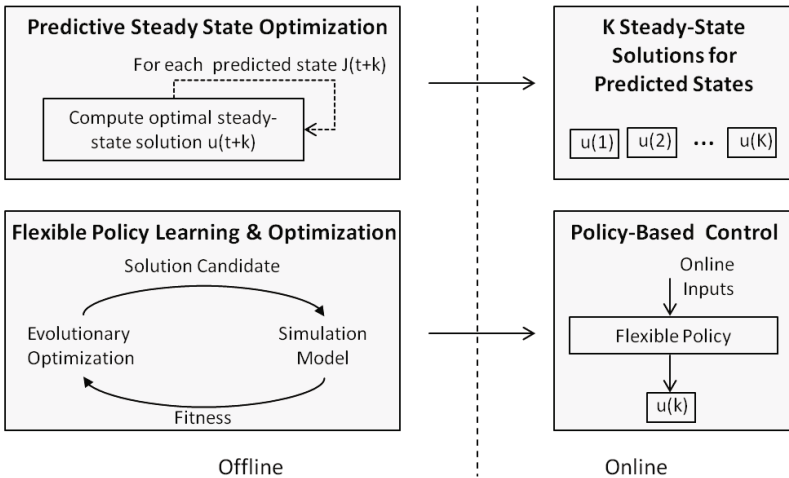 Predictive Steady State Optimization
For each predicted state J(t+k)
Compute optimal steady-
state solution u(t+k)
K Steady-State
Solutions for
Predicted States
u(1) u(2) ... u(K)
Flexible Policy Learning & Optimization
Solution Candidate
Evolutionary
Optimization
Simulation
Model
Fitness
Policy-Based Control
Online
Inputs
Flexible Policy
u(k)
Offline
Online